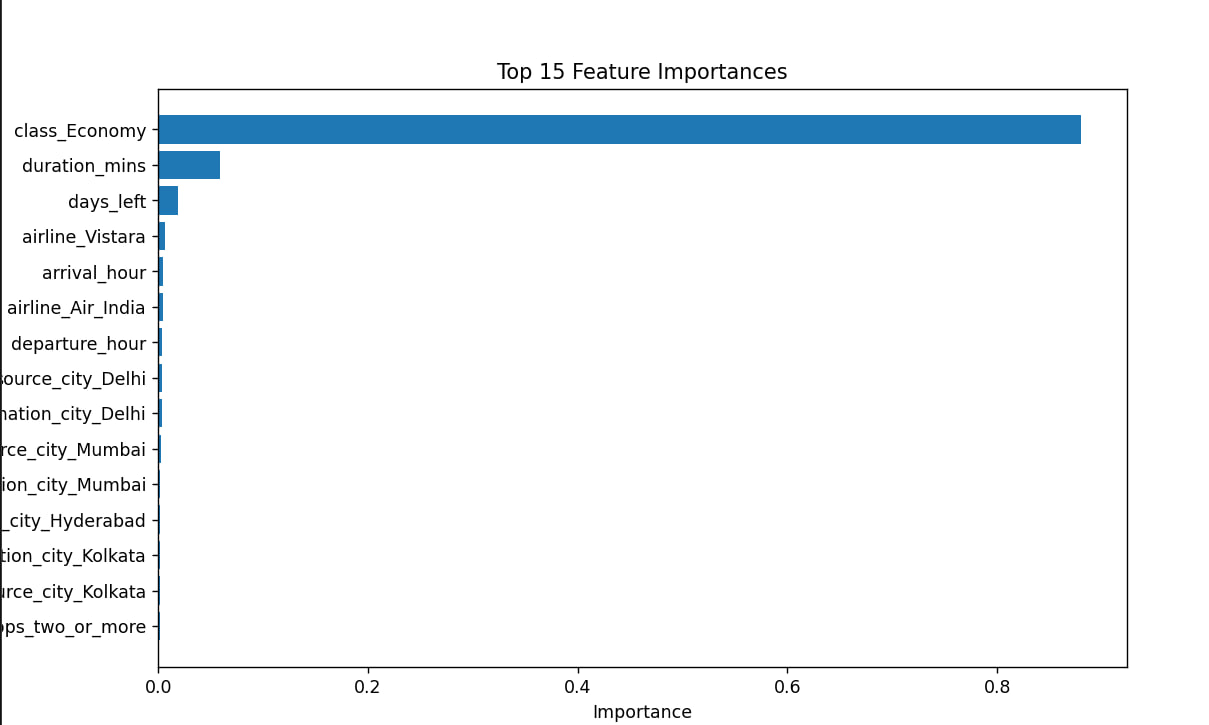 Top 15 Feature Importances
class_Economy
duration_mins
days_left
airline_Vistara
arrival_hour
airline_Air_India
departure_hour
source_city_Delhi
nation_city_Delhi
rce_city_Mumbai
ion_city_Mumbai
_city_Hyderabad
tion_city_Kolkata
urce_city_Kolkata
ops_two_or_more
0.0 0.2 0.4 0.6 0.8
Importance